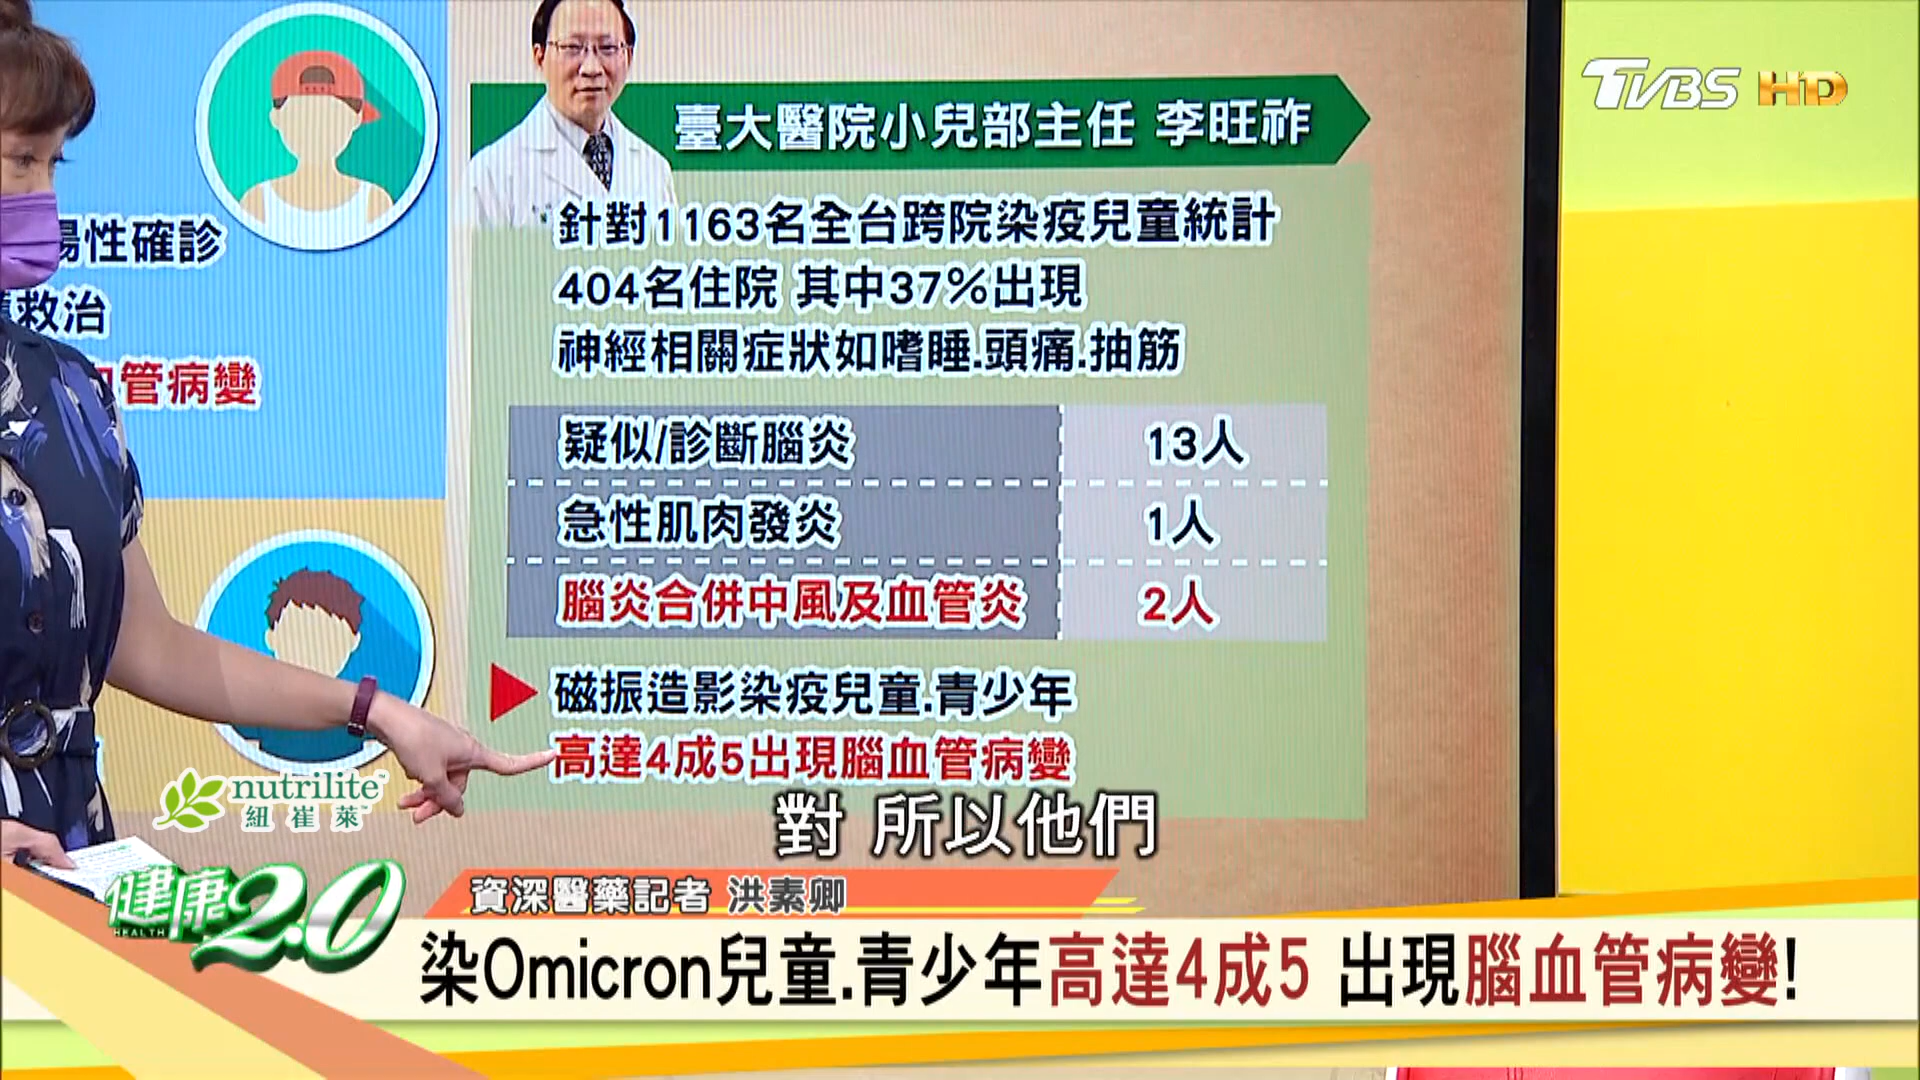 TVBS HD
臺大醫院小兒部主任 李旺祚
陽性確診
救治
血管病變
針對1163名全台跨院染疫兒童統計
404名住院 其中37%出現
神經相關症狀如嗜睡.頭痛.抽筋
疑似/診斷腦炎 13人
急性肌肉發炎 1人
腦炎合併中風及血管炎 2人
磁振造影染疫兒童.青少年
高達4成5出現腦血管病變
nutrilite™
紐崔萊™
對 所以他們
健康2.0
HEALTH
資深醫藥記者 洪素卿
染Omicron兒童.青少年高達4成5 出現腦血管病變!